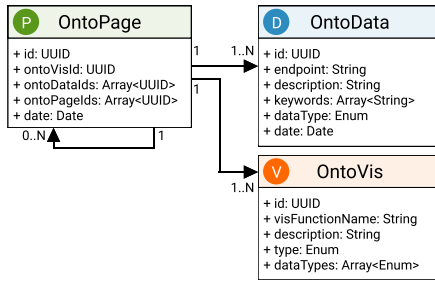 P OntoPage
+ id: UUID
+ ontoVisId: UUID
+ ontoDataIds: Array<UUID>
+ ontoPageIds: Array<UUID>
+ date: Date
1
1..N
1
0..N
1
1..N
D OntoData
+ id: UUID
+ endpoint: String
+ description: String
+ keywords: Array<String>
+ dataType: Enum
+ date: Date
V OntoVis
+ id: UUID
+ visFunctionName: String
+ description: String
+ type: Enum
+ dataTypes: Array<Enum>